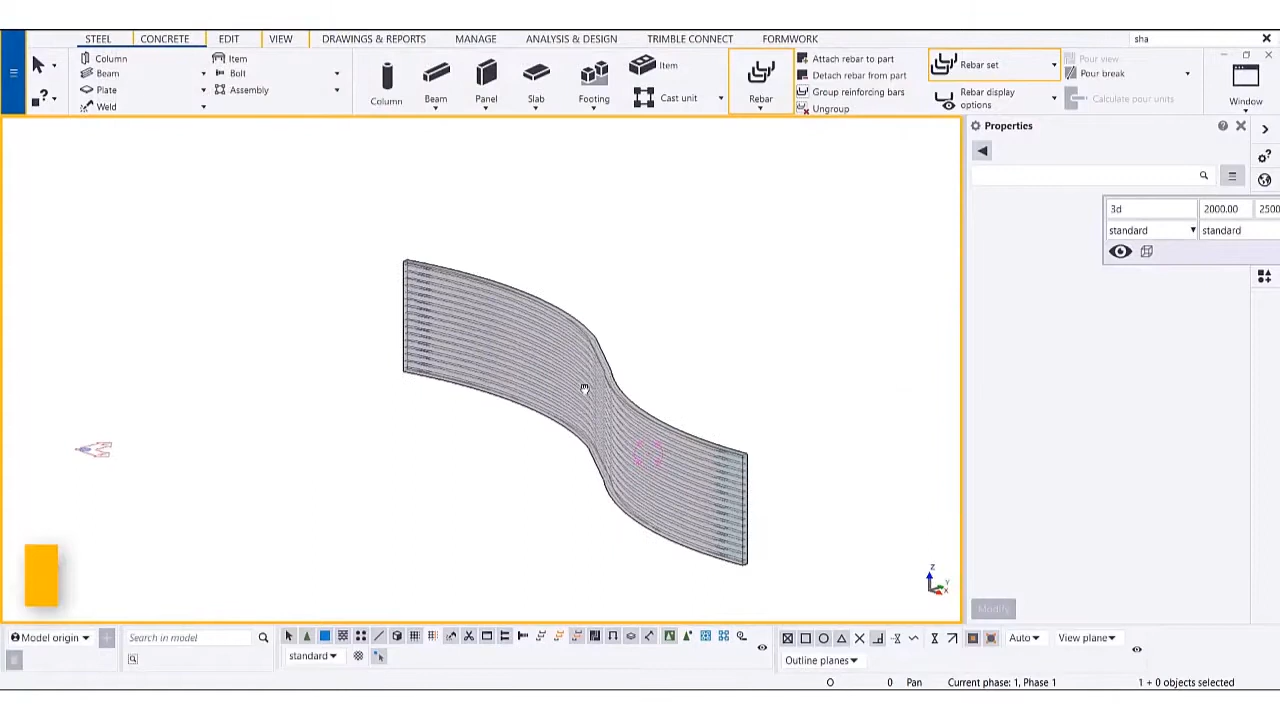 STEEL CONCRETE EDIT VIEW DRAWINGS & REPORTS MANAGE ANALYSIS & DESIGN TRIMBLE CONNECT FORMWORK sha
Column Item
Beam Bolt
Plate Assembly
Weld
Column Beam Panel Slab Footing
Item
Cast unit
Rebar
Attach rebar to part
Detach rebar from part
Group reinforcing bars
Ungroup
Rebar set
Rebar display
options
Pour view
Pour break
Calculate pour units
Window
Properties
3d 2000.00 2500
standard standard
Z
Y
X
Modify
Model origin Search in model Auto View plane
standard Outline planes
O 0 Pan Current phase: 1, Phase 1 1 + 0 objects selected